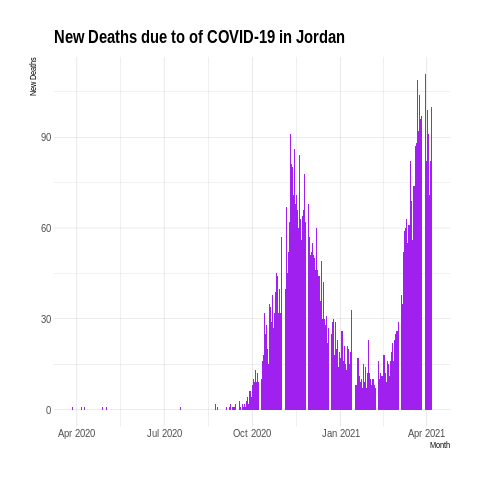 New Deaths due to of COVID-19 in Jordan
New Deaths
90
60
30
0
Apr 2020 Jul 2020 Oct 2020 Jan 2021 Apr 2021
Month